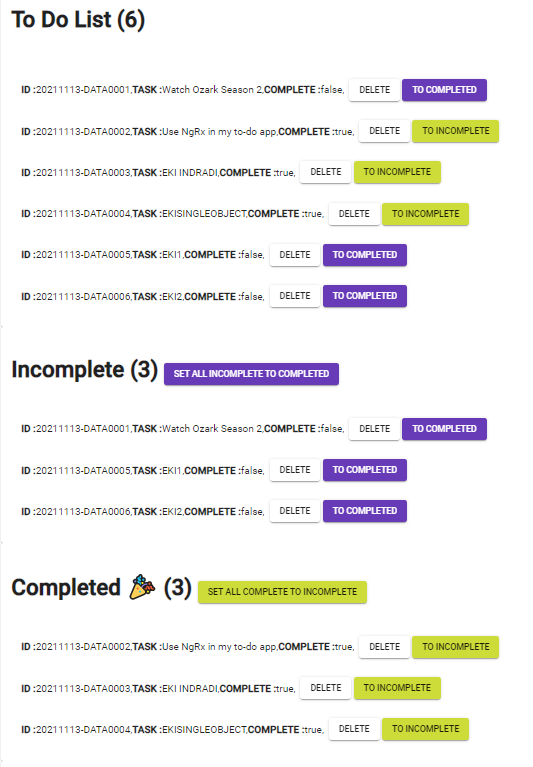 To Do List (6)
ID :20211113-DATA0001,TASK :Watch Ozark Season 2,COMPLETE :false, DELETE TO COMPLETED
ID :20211113-DATA0002,TASK :Use NgRx in my to-do app,COMPLETE :true, DELETE TO INCOMPLETE
ID :20211113-DATA0003,TASK :EKI INDRADI,COMPLETE :true, DELETE TO INCOMPLETE
ID :20211113-DATA0004,TASK :EKISINGLEOBJECT,COMPLETE :true, DELETE TO INCOMPLETE
ID :20211113-DATA0005,TASK :EKI1,COMPLETE :false, DELETE TO COMPLETED
ID :20211113-DATA0006,TASK :EKI2,COMPLETE :false, DELETE TO COMPLETED
Incomplete (3) SET ALL INCOMPLETE TO COMPLETED
ID :20211113-DATA0001,TASK :Watch Ozark Season 2,COMPLETE :false, DELETE TO COMPLETED
ID :20211113-DATA0005,TASK :EKI1,COMPLETE :false, DELETE TO COMPLETED
ID :20211113-DATA0006,TASK :EKI2,COMPLETE :false, DELETE TO COMPLETED
Completed 🎉 (3) SET ALL COMPLETE TO INCOMPLETE
ID :20211113-DATA0002,TASK :Use NgRx in my to-do app,COMPLETE :true, DELETE TO INCOMPLETE
ID :20211113-DATA0003,TASK :EKI INDRADI,COMPLETE :true, DELETE TO INCOMPLETE
ID :20211113-DATA0004,TASK :EKISINGLEOBJECT,COMPLETE :true, DELETE TO INCOMPLETE